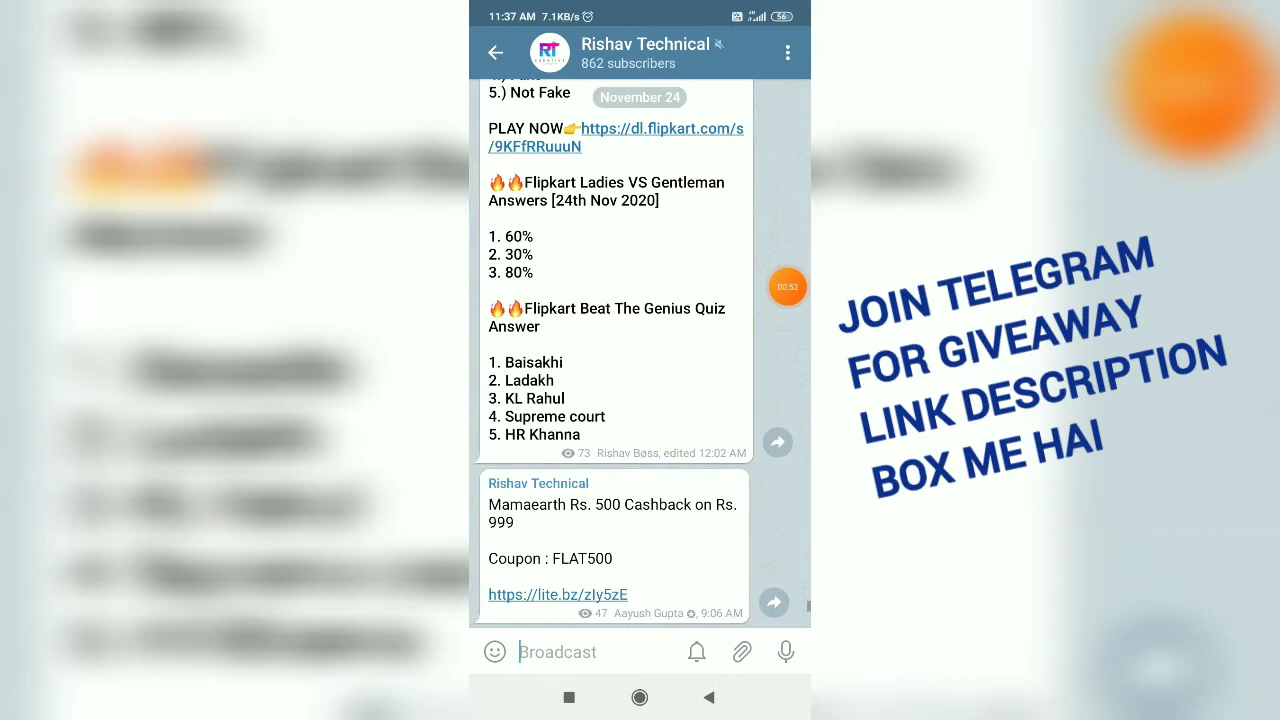 11:37 AM 7.1KB/s
56
Rishav Technical
862 subscribers
5.) Not Fake
November 24
PLAY NOW👉https://dl.flipkart.com/s
/9KFfRRuuuN
🔥🔥Flipkart Ladies VS Gentleman
Answers [24th Nov 2020]
1. 60%
2. 30%
3. 80%
00:52
🔥🔥Flipkart Beat The Genius Quiz
Answer
1. Baisakhi
2. Ladakh
3. KL Rahul
4. Supreme court
5. HR Khanna
73 Rishav Bøss, edited 12:02 AM
Rishav Technical
Mamaearth Rs. 500 Cashback on Rs.
999
Coupon : FLAT500
https://lite.bz/zIy5zE
47 Aayush Gupta ✪, 9:06 AM
Broadcast
JOIN TELEGRAM
FOR GIVEAWAY
LINK DESCRIPTION
BOX ME HAI